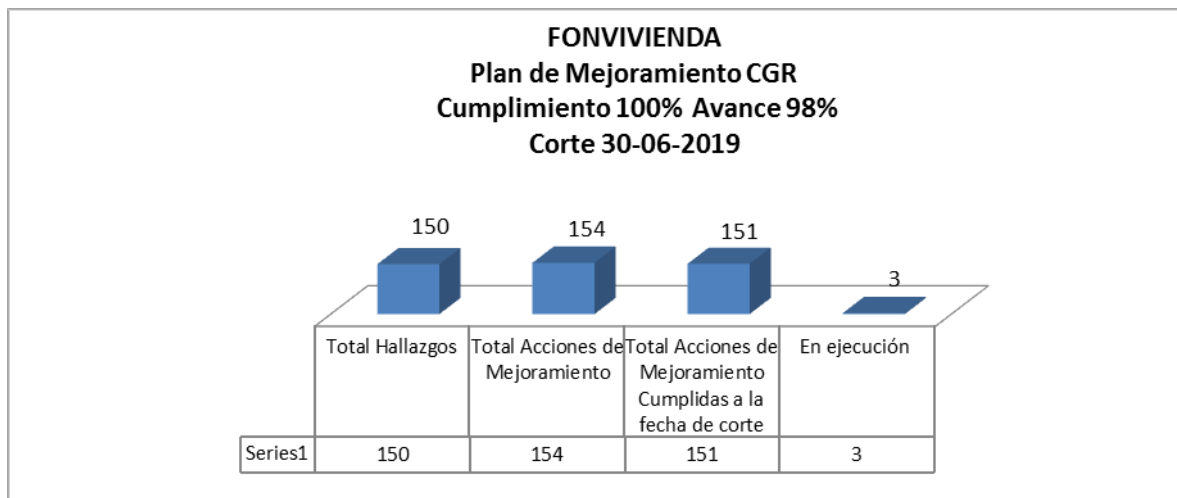 FONVIVIENDA
Plan de Mejoramiento CGR
Cumplimiento 100% Avance 98%
Corte 30-06-2019
150
154
151
3
Total Hallazgos
Total Acciones de
Mejoramiento
Total Acciones de
Mejoramiento
Cumplidas a la
fecha de corte
En ejecución
Series1 150 154 151 3